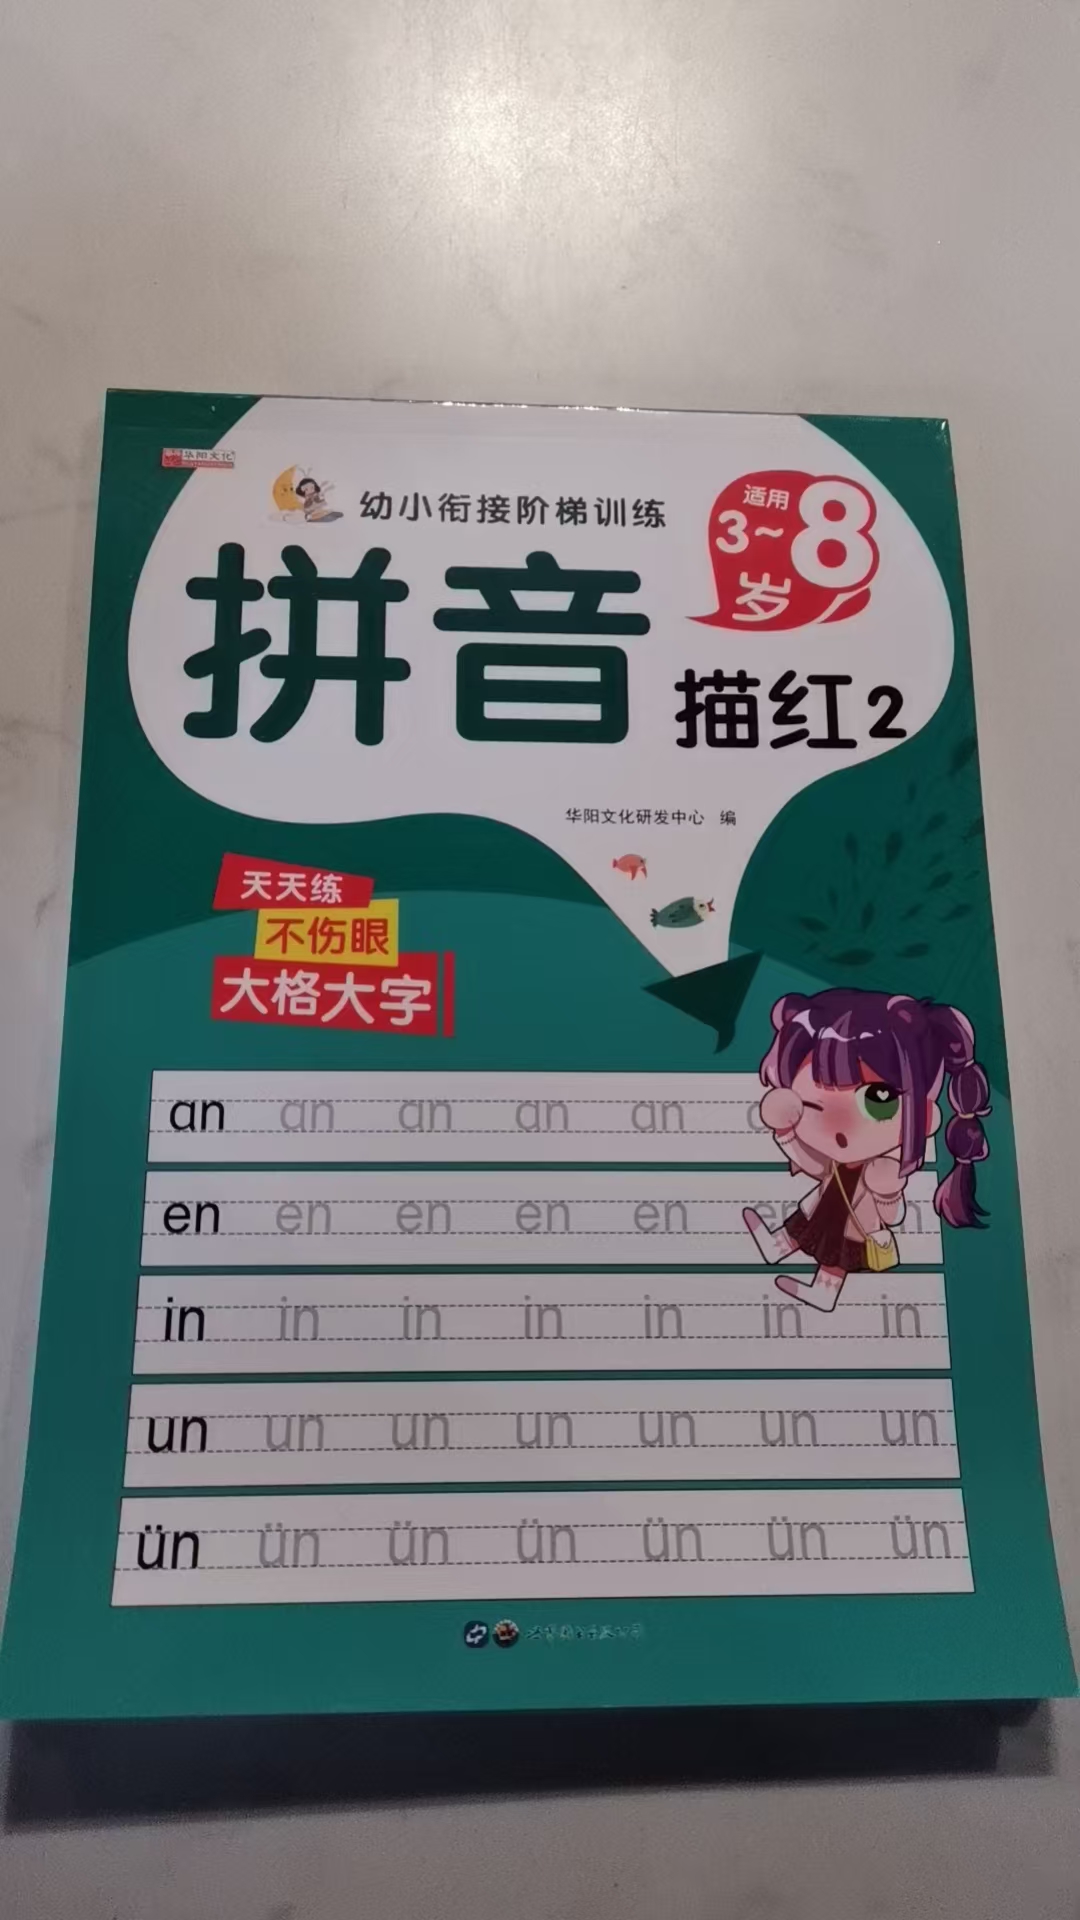 华阳文化
幼小衔接阶梯训练
适用
3~8
岁
拼音
描红2
华阳文化研发中心 编
天天练
不伤眼
大格大字
an an an an an
en en en en en en
in in in in in in in
un un un un un un un
ün ün ün ün ün ün ün